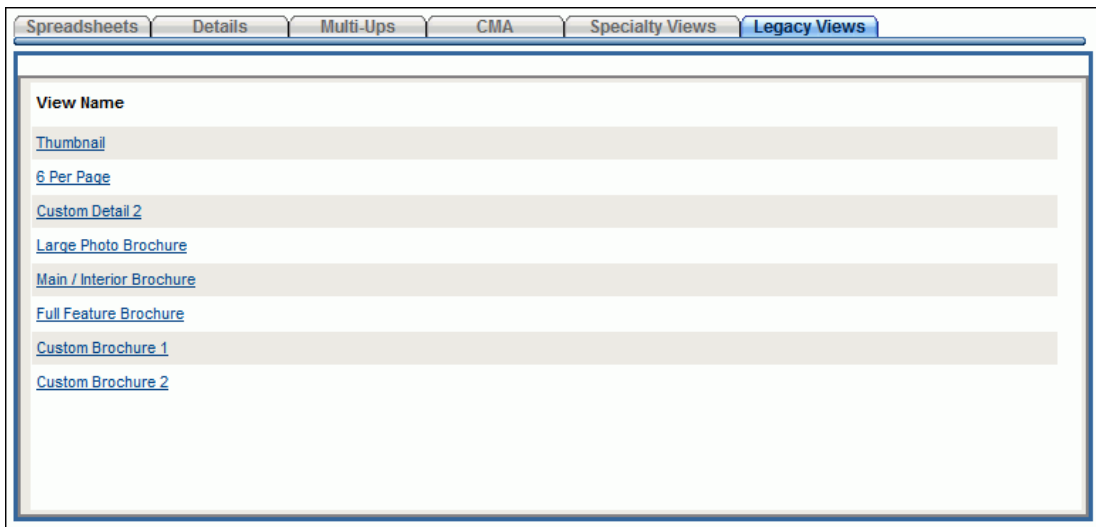 Spreadsheets Details Multi-Ups CMA Specialty Views Legacy Views
View Name
Thumbnail
6 Per Page
Custom Detail 2
Large Photo Brochure
Main / Interior Brochure
Full Feature Brochure
Custom Brochure 1
Custom Brochure 2